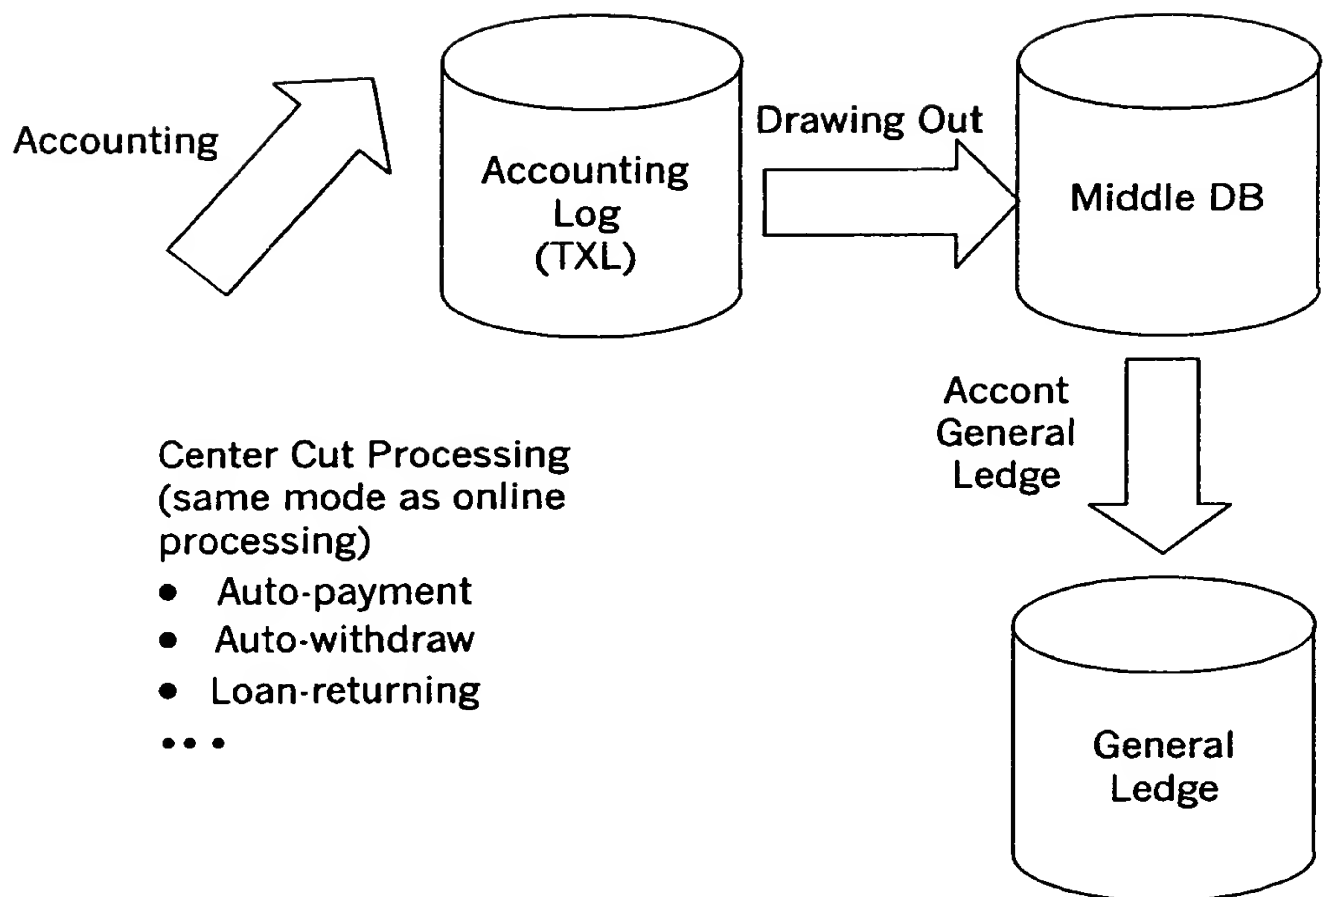 Accounting
Accounting
Log
(TXL)
Drawing Out
Middle DB
Accont
General
Ledge
Center Cut Processing
(same mode as online
processing)
• Auto-payment
• Auto-withdraw
• Loan-returning
•••
General
Ledge